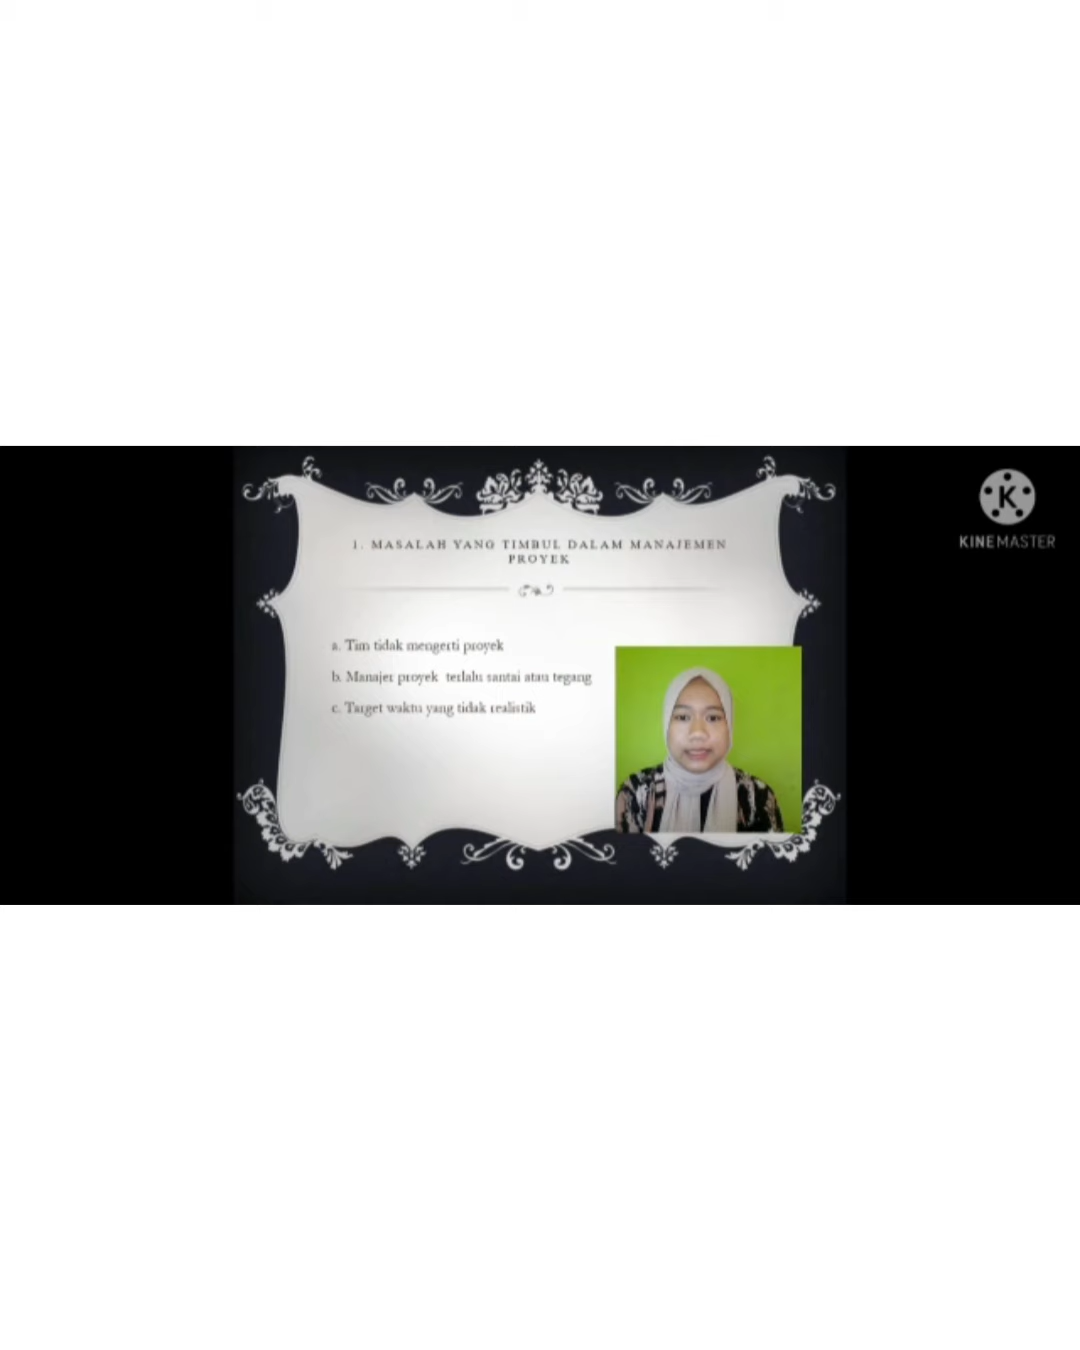 1. MASALAH YANG TIMBUL DALAM MANAJEMEN
PROYEK
a. Tim tidak mengerti proyek
b. Manajer proyek terlalu santai atau tegang
c. Target waktu yang tidak realistik
K
KINEMASTER